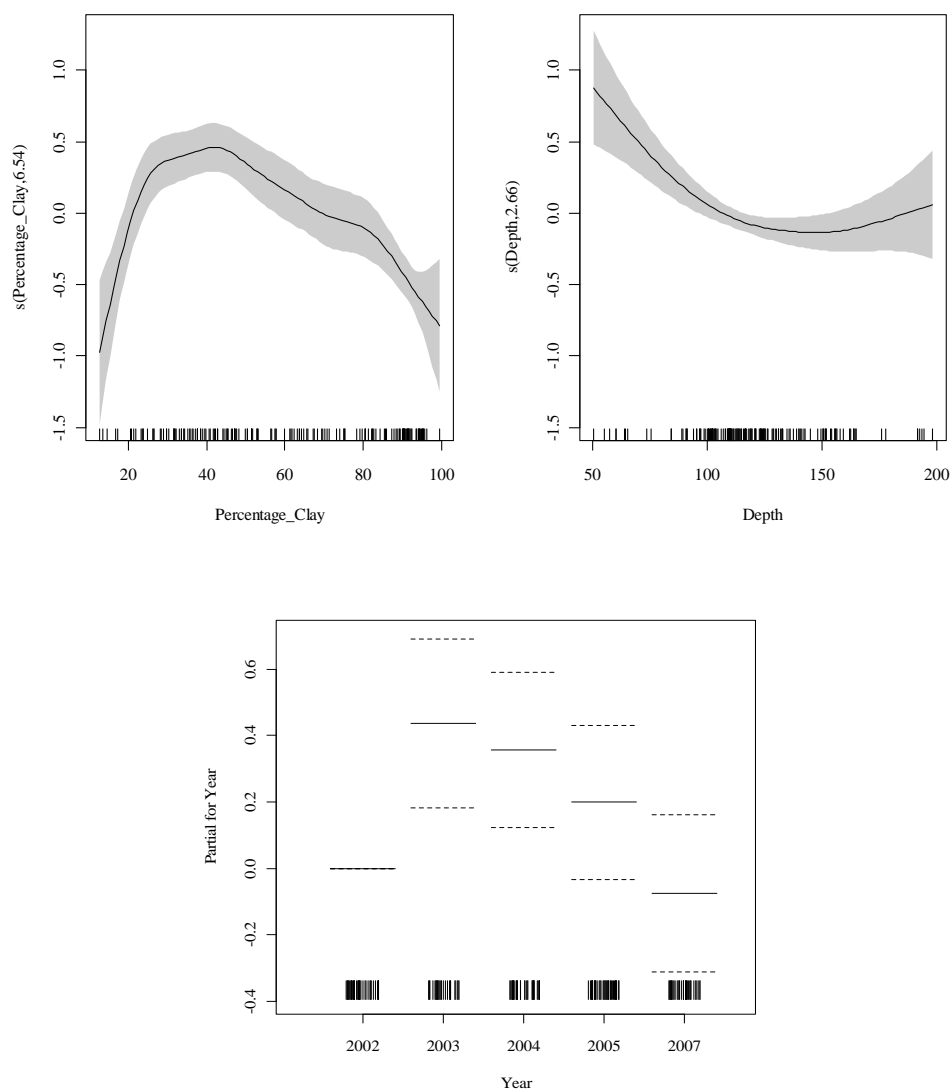 s(Percentage_Clay,6.54)
1.0
0.5
0.0
-0.5
-1.0
-1.5
20 40 60 80 100
Percentage_Clay
s(Depth,2.66)
1.0
0.5
0.0
-0.5
-1.0
-1.5
50 100 150 200
Depth
Partial for Year
0.6
0.4
0.2
0.0
-0.2
-0.4
2002 2003 2004 2005 2007
Year